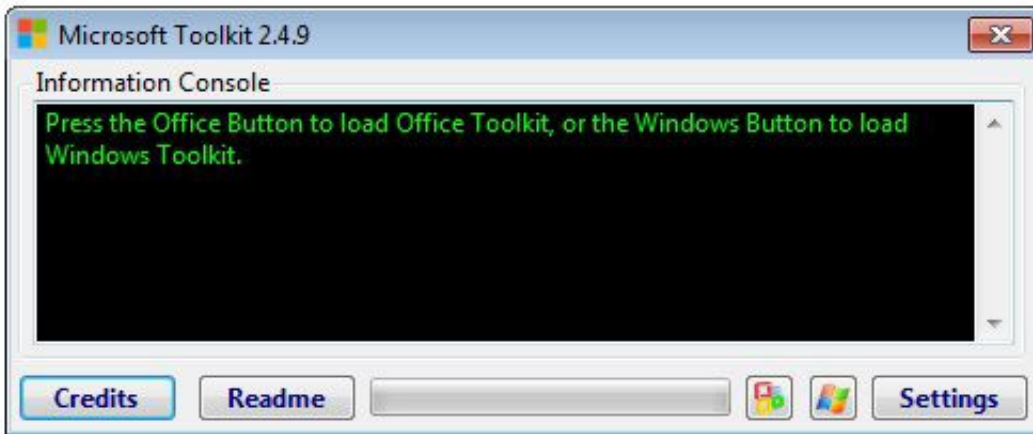 Microsoft Toolkit 2.4.9
Information Console
Press the Office Button to load Office Toolkit, or the Windows Button to load
Windows Toolkit.
Credits
Readme
Settings